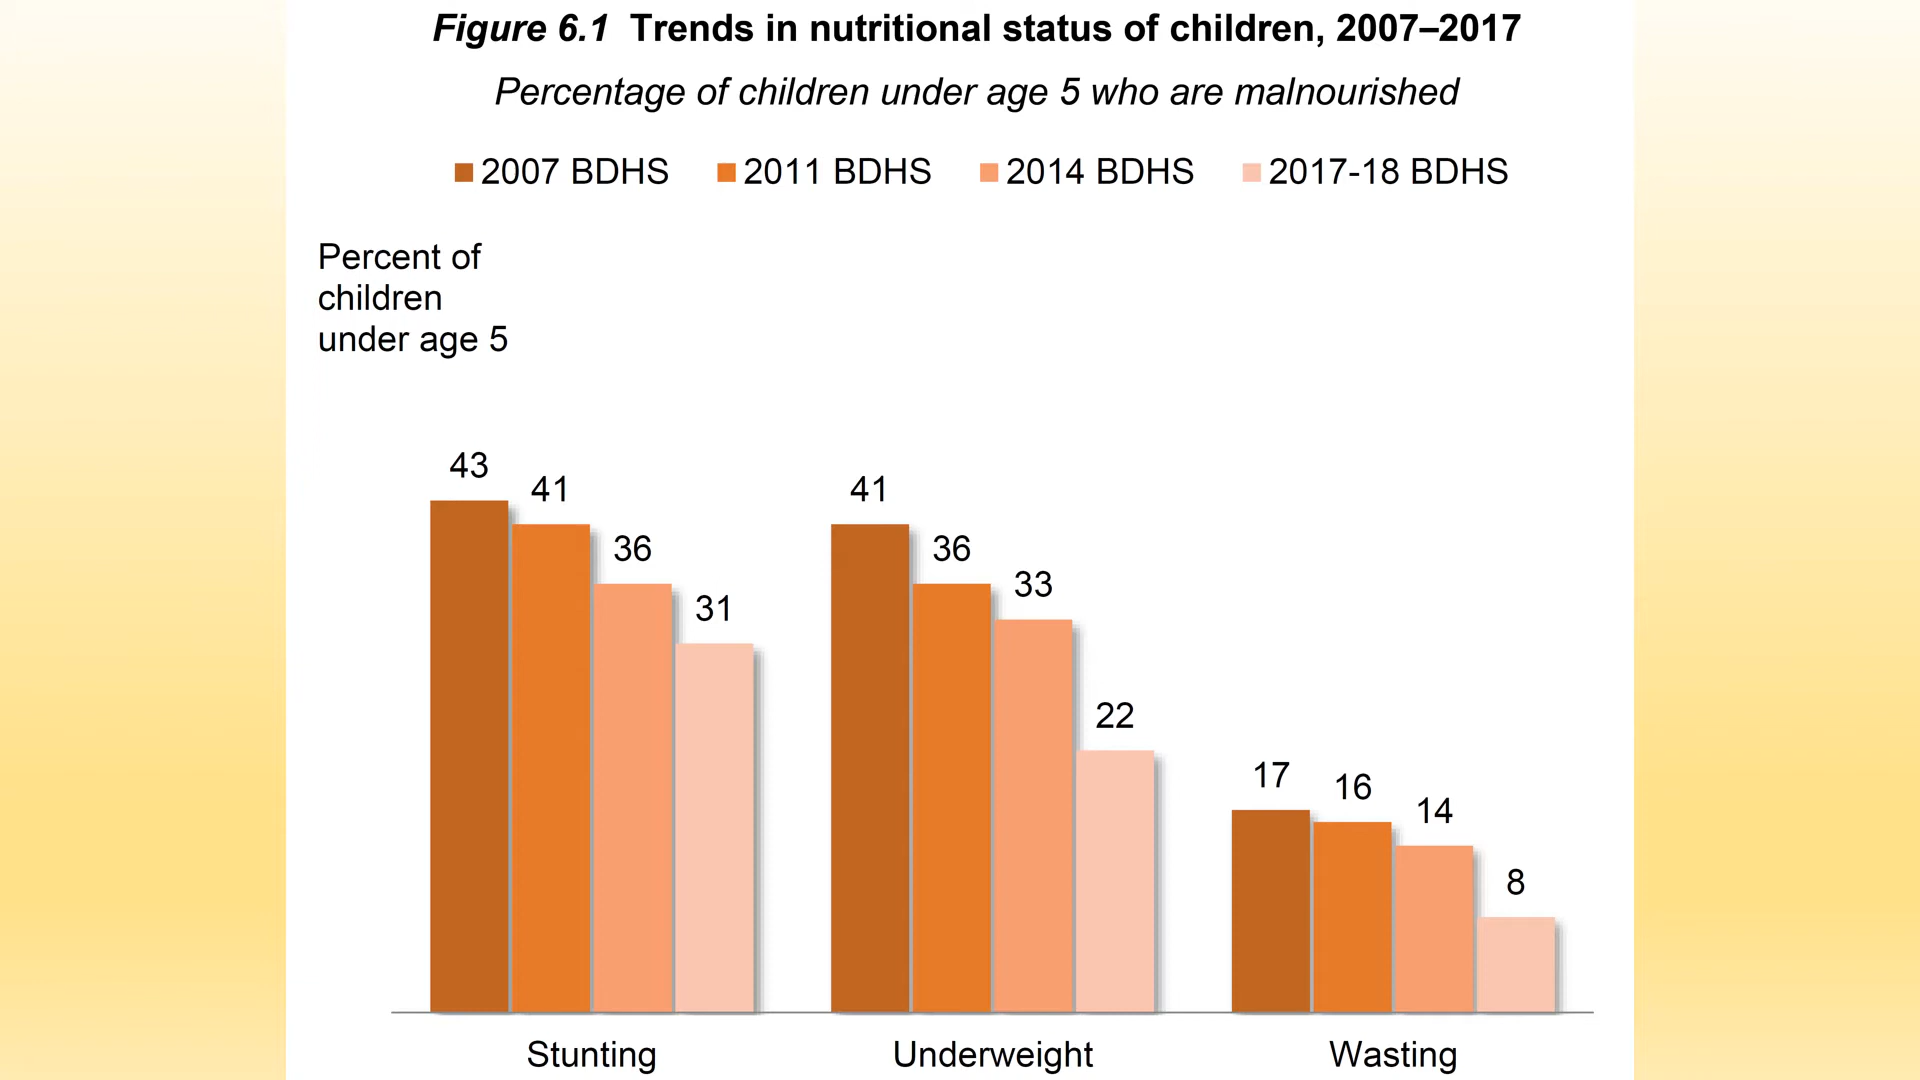 Figure 6.1 Trends in nutritional status of children, 2007–2017
Percentage of children under age 5 who are malnourished
2007 BDHS 2011 BDHS 2014 BDHS 2017-18 BDHS
Percent of
children
under age 5
43 41 36 31
41 36 33 22
17 16 14 8
Stunting Underweight Wasting